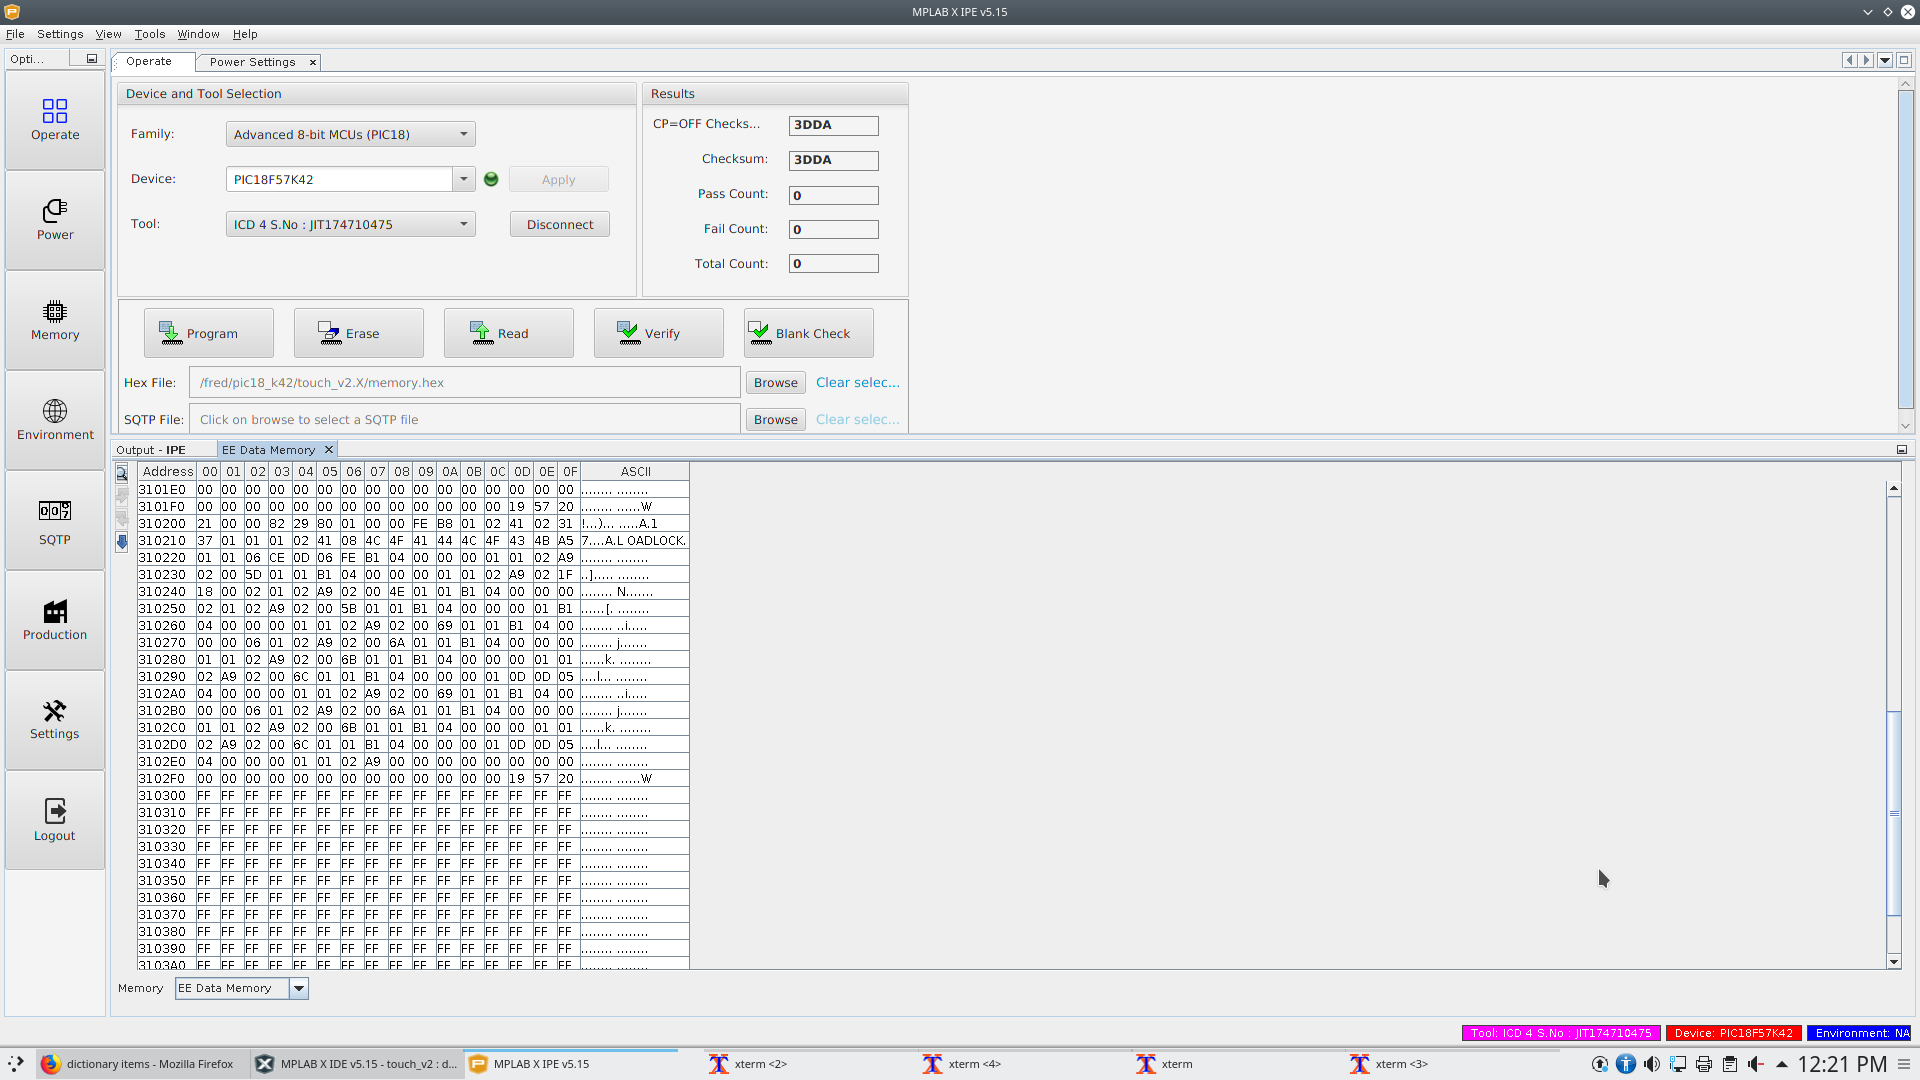 MPLAB X IPE v5.15
File Settings View Tools Window Help
Opti...
Operate Power Settings
Operate
Power
Memory
Environment
SQTP
Production
Settings
Logout
Device and Tool Selection
Family: Advanced 8-bit MCUs (PIC18)
Device: PIC18F57K42 Apply
Tool: ICD 4 S.No : JIT174710475 Disconnect
Results
CP=OFF Checks... 3DDA
Checksum: 3DDA
Pass Count: 0
Fail Count: 0
Total Count: 0
Program Erase Read Verify Blank Check
Hex File: /fred/pic18_k42/touch_v2.X/memory.hex Browse Clear selec...
SQTP File: Click on browse to select a SQTP file Browse Clear selec...
Output - IPE EE Data Memory
Address 00 01 02 03 04 05 06 07 08 09 0A 0B 0C 0D 0E 0F ASCII
3101E0 00 00 00 00 00 00 00 00 00 00 00 00 00 00 00 00 ........ ........
3101F0 00 00 00 00 00 00 00 00 00 00 00 00 00 19 57 20 ........ ......W
310200 21 00 00 82 29 80 01 00 00 FE B8 01 02 41 02 31 !...)... .....A.1
310210 37 01 01 01 02 41 08 4C 4F 41 44 4C 4F 43 4B A5 7....A.L OADLOCK.
310220 01 01 06 CE 0D 06 FE B1 04 00 00 00 01 01 02 A9 ........ ........
310230 02 00 5D 01 01 B1 04 00 00 00 01 01 02 A9 02 1F ..]..... ........
310240 18 00 02 01 02 A9 02 00 4E 01 01 B1 04 00 00 00 ........ N.......
310250 02 01 02 A9 02 00 5B 01 01 B1 04 00 00 00 01 B1 ......[. ........
310260 04 00 00 00 01 01 02 A9 02 00 69 01 01 B1 04 00 ........ ..i.....
310270 00 00 06 01 02 A9 02 00 6A 01 01 B1 04 00 00 00 ........ j.......
310280 01 01 02 A9 02 00 6B 01 01 B1 04 00 00 00 01 01 ......k. ........
310290 02 A9 02 00 6C 01 01 B1 04 00 00 00 01 0D 0D 05 ....l... ........
3102A0 04 00 00 00 01 01 02 A9 02 00 69 01 01 B1 04 00 ........ ..i.....
3102B0 00 00 06 01 02 A9 02 00 6A 01 01 B1 04 00 00 00 ........ j.......
3102C0 01 01 02 A9 02 00 6B 01 01 B1 04 00 00 00 01 01 ......k. ........
3102D0 02 A9 02 00 6C 01 01 B1 04 00 00 00 01 0D 0D 05 ....l... ........
3102E0 04 00 00 00 01 01 02 A9 00 00 00 00 00 00 00 00 ........ ........
3102F0 00 00 00 00 00 00 00 00 00 00 00 00 00 19 57 20 ........ ......W
310300 FF FF FF FF FF FF FF FF FF FF FF FF FF FF FF FF ........ ........
310310 FF FF FF FF FF FF FF FF FF FF FF FF FF FF FF FF ........ ........
310320 FF FF FF FF FF FF FF FF FF FF FF FF FF FF FF FF ........ ........
310330 FF FF FF FF FF FF FF FF FF FF FF FF FF FF FF FF ........ ........
310340 FF FF FF FF FF FF FF FF FF FF FF FF FF FF FF FF ........ ........
310350 FF FF FF FF FF FF FF FF FF FF FF FF FF FF FF FF ........ ........
310360 FF FF FF FF FF FF FF FF FF FF FF FF FF FF FF FF ........ ........
310370 FF FF FF FF FF FF FF FF FF FF FF FF FF FF FF FF ........ ........
310380 FF FF FF FF FF FF FF FF FF FF FF FF FF FF FF FF ........ ........
310390 FF FF FF FF FF FF FF FF FF FF FF FF FF FF FF FF ........ ........
3103A0 FF FF FF FF FF FF FF FF FF FF FF FF FF FF FF FF ........ ........
Memory EE Data Memory
Tool: ICD 4 S.No : JIT174710475 Device: PIC18F57K42 Environment: NA
dictionary items - Mozilla Firefox MPLAB X IDE v5.15 - touch_v2 : d... MPLAB X IPE v5.15 xterm <2> xterm <4> xterm xterm <3> 12:21 PM